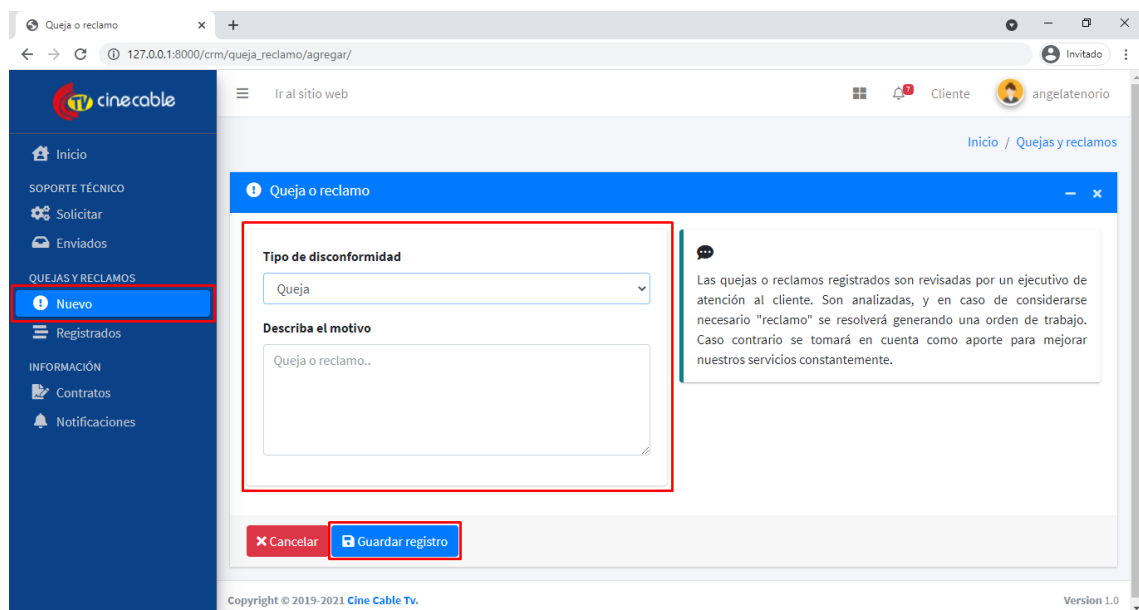 Queja o reclamo
127.0.0.1:8000/crm/queja_reclamo/agregar/
Invitado
TV cinecable
Ir al sitio web
7
Cliente
angelatenorio
Inicio / Quejas y reclamos
Inicio
SOPORTE TÉCNICO
Solicitar
Enviados
QUEJAS Y RECLAMOS
Nuevo
Registrados
INFORMACIÓN
Contratos
Notificaciones
Queja o reclamo
Tipo de disconformidad
Queja
Describa el motivo
Queja o reclamo..
Las quejas o reclamos registrados son revisadas por un ejecutivo de
atención al cliente. Son analizadas, y en caso de considerarse
necesario "reclamo" se resolverá generando una orden de trabajo.
Caso contrario se tomará en cuenta como aporte para mejorar
nuestros servicios constantemente.
Cancelar
Guardar registro
Copyright © 2019-2021 Cine Cable Tv.
Version 1.0